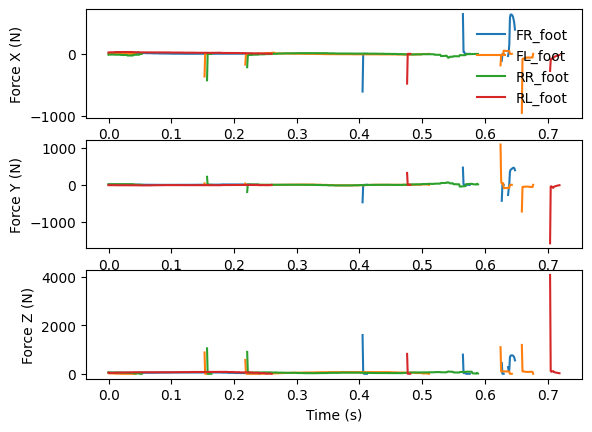 Force X (N)
0
−1000
FR_foot
FL_foot
RR_foot
RL_foot
0.0 0.1 0.2 0.3 0.4 0.5 0.6 0.7
Force Y (N)
1000
0
−1000
0.0 0.1 0.2 0.3 0.4 0.5 0.6 0.7
Force Z (N)
4000
2000
0
0.0 0.1 0.2 0.3 0.4 0.5 0.6 0.7
Time (s)